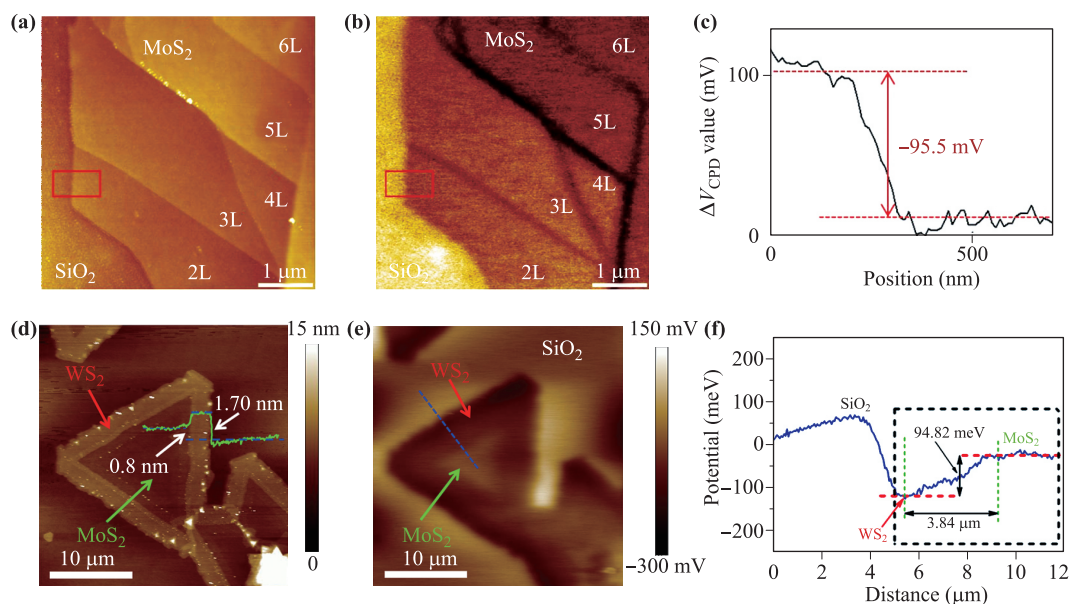 (a)
MoS₂
6L
5L
4L
3L
2L
SiO₂
1 μm
(b)
MoS₂
6L
5L
4L
3L
2L
SiO
1 μm
(c)
ΔV_CPD value (mV)
100
0
−95.5 mV
0
500
Position (nm)
(d)
15 nm
WS₂
1.70 nm
0.8 nm
MoS₂
10 μm
0
(e)
150 mV
SiO₂
WS₂
MoS₂
10 μm
−300 mV
(f)
Potential (meV)
200
100
0
−100
−200
SiO₂
MoS₂
94.82 meV
WS₂
3.84 μm
0 2 4 6 8 10 12
Distance (μm)